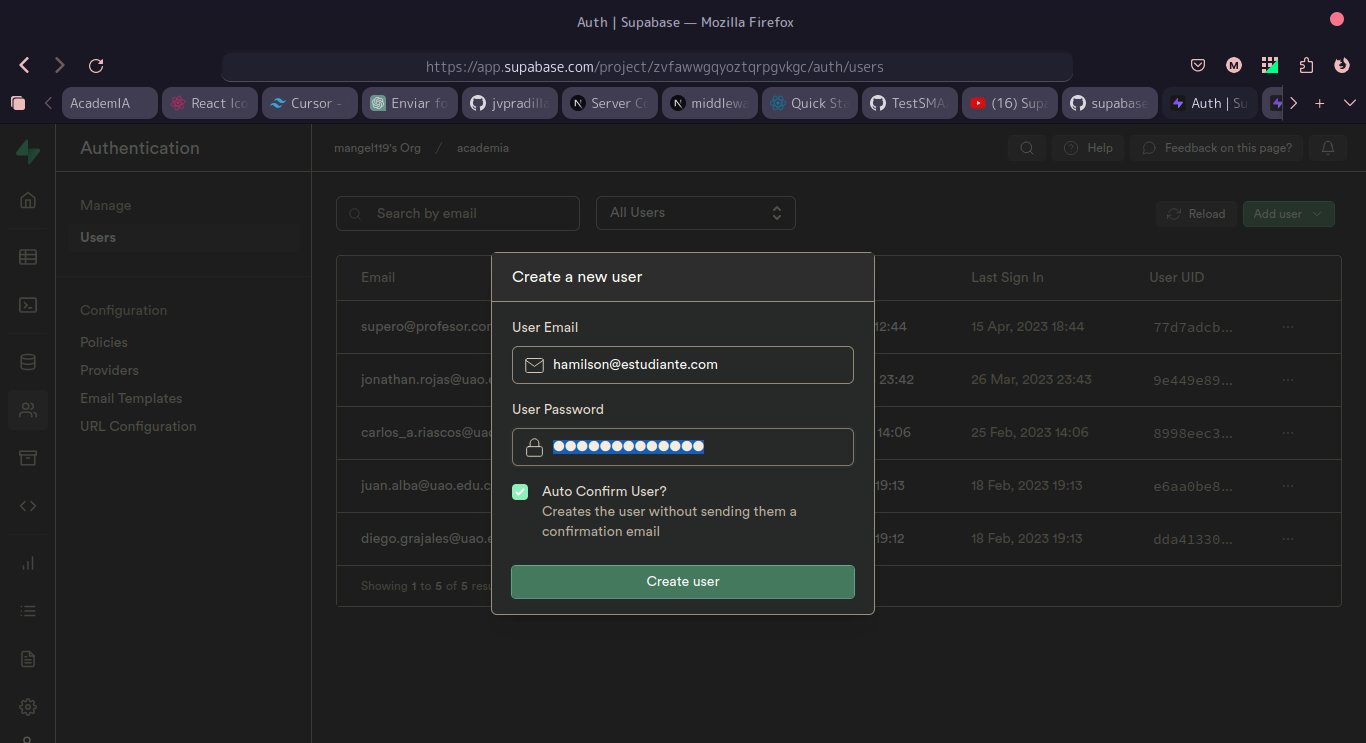 Auth | Supabase — Mozilla Firefox
https://app.supabase.com/project/zvfawwgqyoztqrpgvkgc/auth/users
AcademIA React Ico Cursor - Enviar fo jvpradilla Server Co middlewa Quick Sta TestSMA (16) Supa supabase Auth | Su
Authentication mangel119's Org / academia Help Feedback on this page?
Manage
Users
Configuration
Policies
Providers
Email Templates
URL Configuration
Search by email All Users Reload Add user
Email Last Sign In User UID
supero@profesor.com 12:44 15 Apr, 2023 18:44 77d7adcb...
jonathan.rojas@uao.e 23:42 26 Mar, 2023 23:43 9e449e89...
carlos_a.riascos@uao 14:06 25 Feb, 2023 14:06 8998eec3...
juan.alba@uao.edu.c 19:13 18 Feb, 2023 19:13 e6aa0be8...
diego.grajales@uao.e 19:12 18 Feb, 2023 19:13 dda41330...
Showing 1 to 5 of 5 resu
Create a new user
User Email
hamilson@estudiante.com
User Password
●●●●●●●●●●●●●
Auto Confirm User?
Creates the user without sending them a
confirmation email
Create user